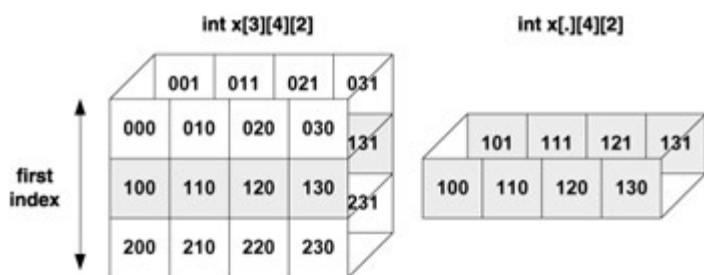 int x[3][4][2]
int x[.][4][2]
001 011 021 031
000 010 020 030
131
101 111 121 131
first
index
100 110 120 130
100 110 120 130
231
200 210 220 230